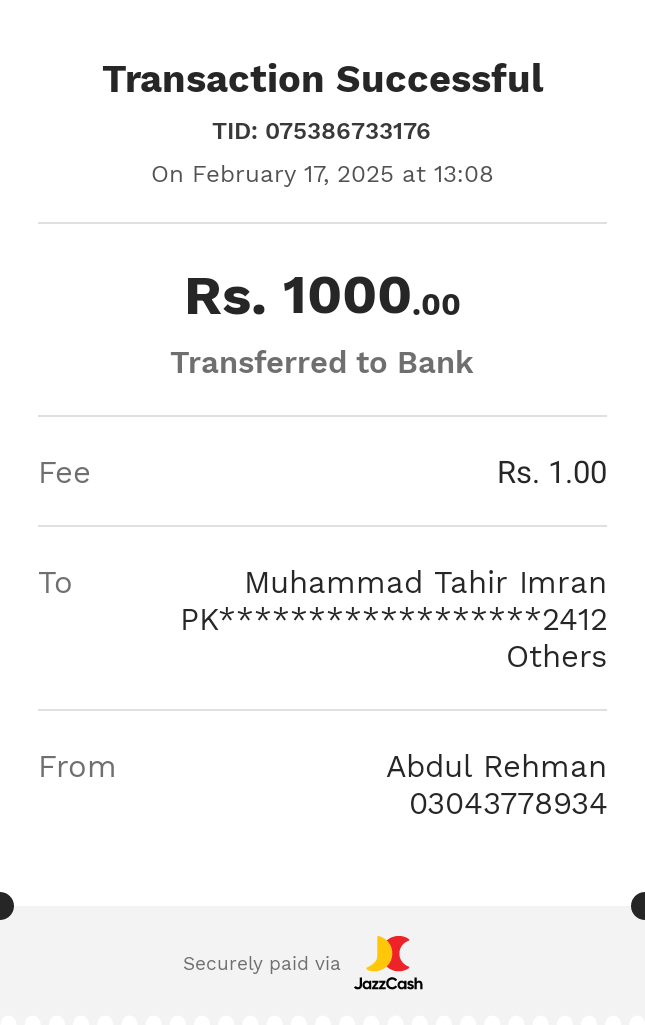 Transaction Successful
TID: 075386733176
On February 17, 2025 at 13:08
Rs. 1000.00
Transferred to Bank
Fee
Rs. 1.00
To
Muhammad Tahir Imran
PK******************2412
Others
From
Abdul Rehman
03043778934
Securely paid via
JazzCash